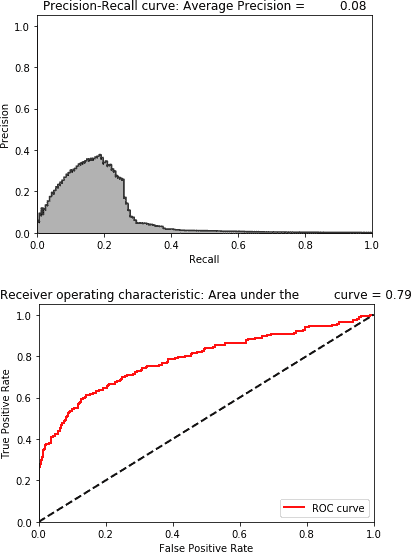 Precision-Recall curve: Average Precision = 0.08
1.0
0.8
0.6
0.4
0.2
0.0
Precision
0.0 0.2 0.4 0.6 0.8 1.0
Recall
Receiver operating characteristic: Area under the curve = 0.79
1.0
0.8
0.6
0.4
0.2
0.0
True Positive Rate
ROC curve
0.0 0.2 0.4 0.6 0.8 1.0
False Positive Rate